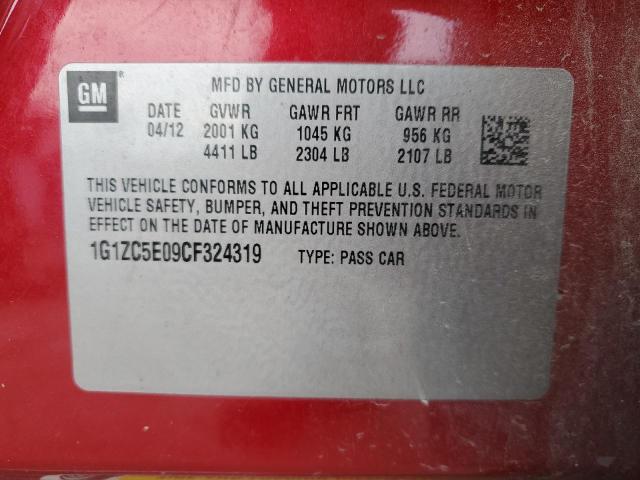 GM®
MFD BY GENERAL MOTORS LLC
DATE GVWR GAWR FRT GAWR RR
04/12 2001 KG 1045 KG 956 KG
4411 LB 2304 LB 2107 LB
THIS VEHICLE CONFORMS TO ALL APPLICABLE U.S. FEDERAL MOTOR
VEHICLE SAFETY, BUMPER, AND THEFT PREVENTION STANDARDS IN
EFFECT ON THE DATE OF MANUFACTURE SHOWN ABOVE.
1G1ZC5E09CF324319 TYPE: PASS CAR